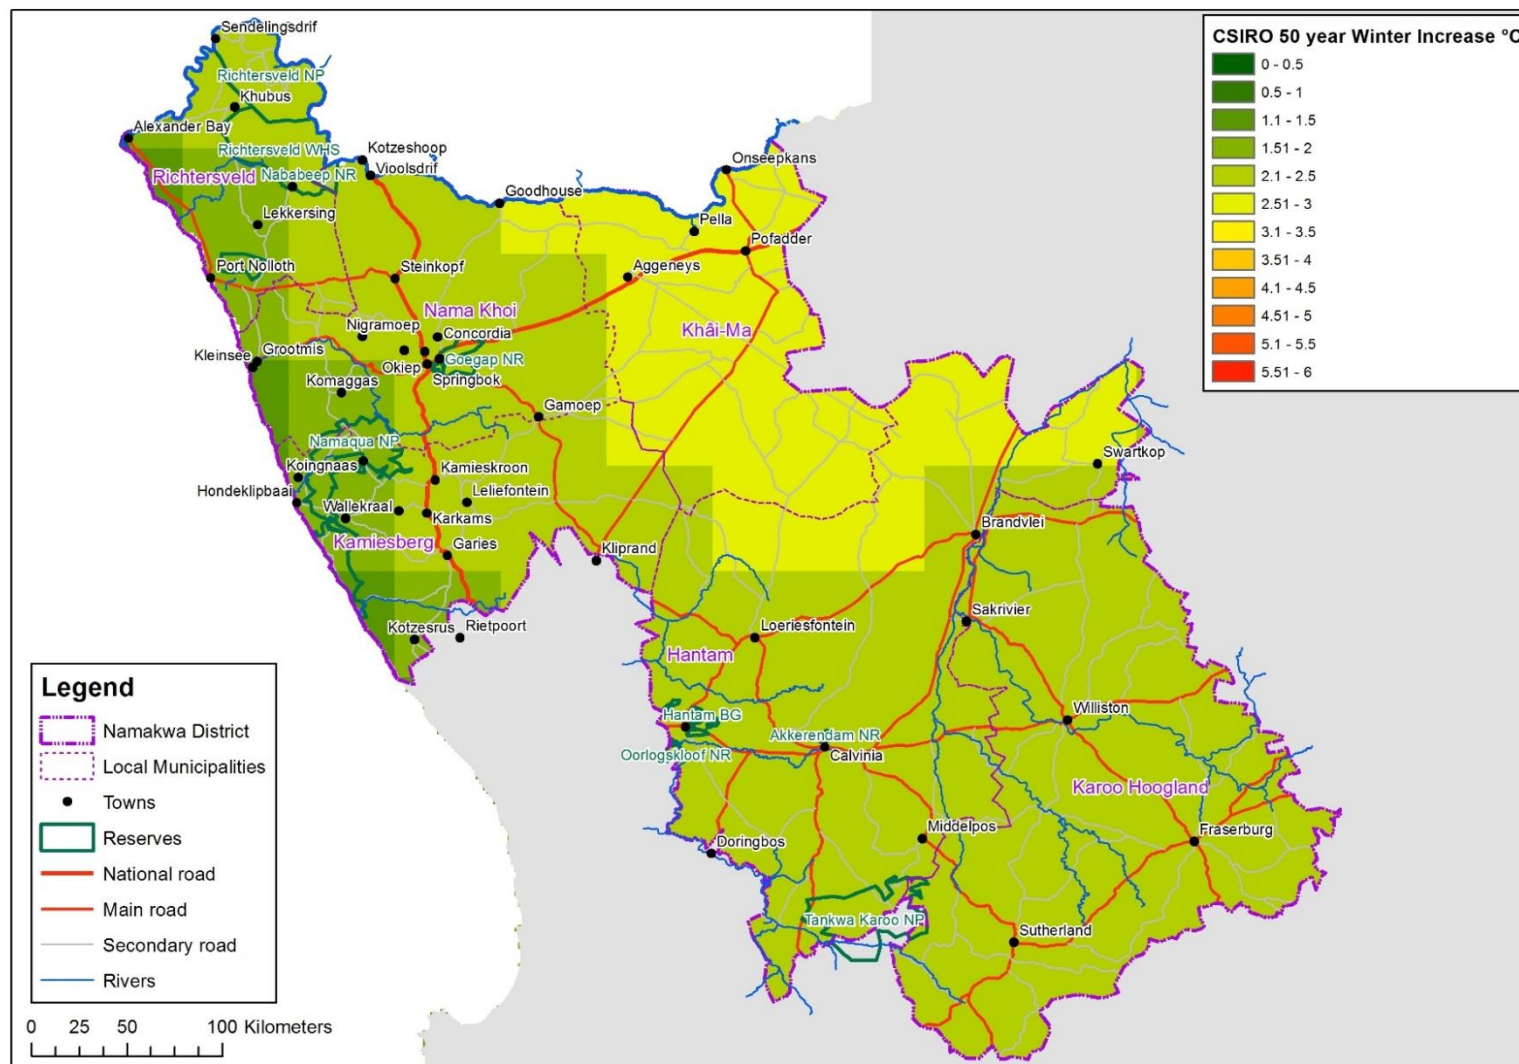 CSIRO 50 year Winter Increase °C
0 - 0.5
0.5 - 1
1.1 - 1.5
1.51 - 2
2.1 - 2.5
2.51 - 3
3.1 - 3.5
3.51 - 4
4.1 - 4.5
4.51 - 5
5.1 - 5.5
5.51 - 6
Sendelingsdrif
Richtersveld NP
Khubus
Alexander Bay
Richtersveld WHS
Kotzeshoop
Vioolsdrif
Richtersveld
Nababeep NR
Onseepkans
Goodhouse
Lekkersing
Pella
Pofadder
Port Nolloth
Steinkopf
Aggeneys
Nama Khoi
Khâi-Ma
Nigramoep
Concordia
Kleinsee
Grootmis
Goegap NR
Okiep
Springbok
Komaggas
Gamoep
Namaqua NP
Swartkop
Koingnaas
Kamieskroon
Hondeklipbaai
Leliefontein
Wallekraal
Karkams
Brandvlei
Kamiesberg
Garies
Kliprand
Sakrivier
Kotzesrus
Rietpoort
Loeriesfontein
Hantam
Hantam BG
Williston
Akkerendam NR
Oorlogskloof NR
Calvinia
Karoo Hoogland
Middelpos
Fraserburg
Doringbos
Tankwa Karoo NP
Sutherland
Legend
Namakwa District
Local Municipalities
Towns
Reserves
National road
Main road
Secondary road
Rivers
0 25 50 100 Kilometers